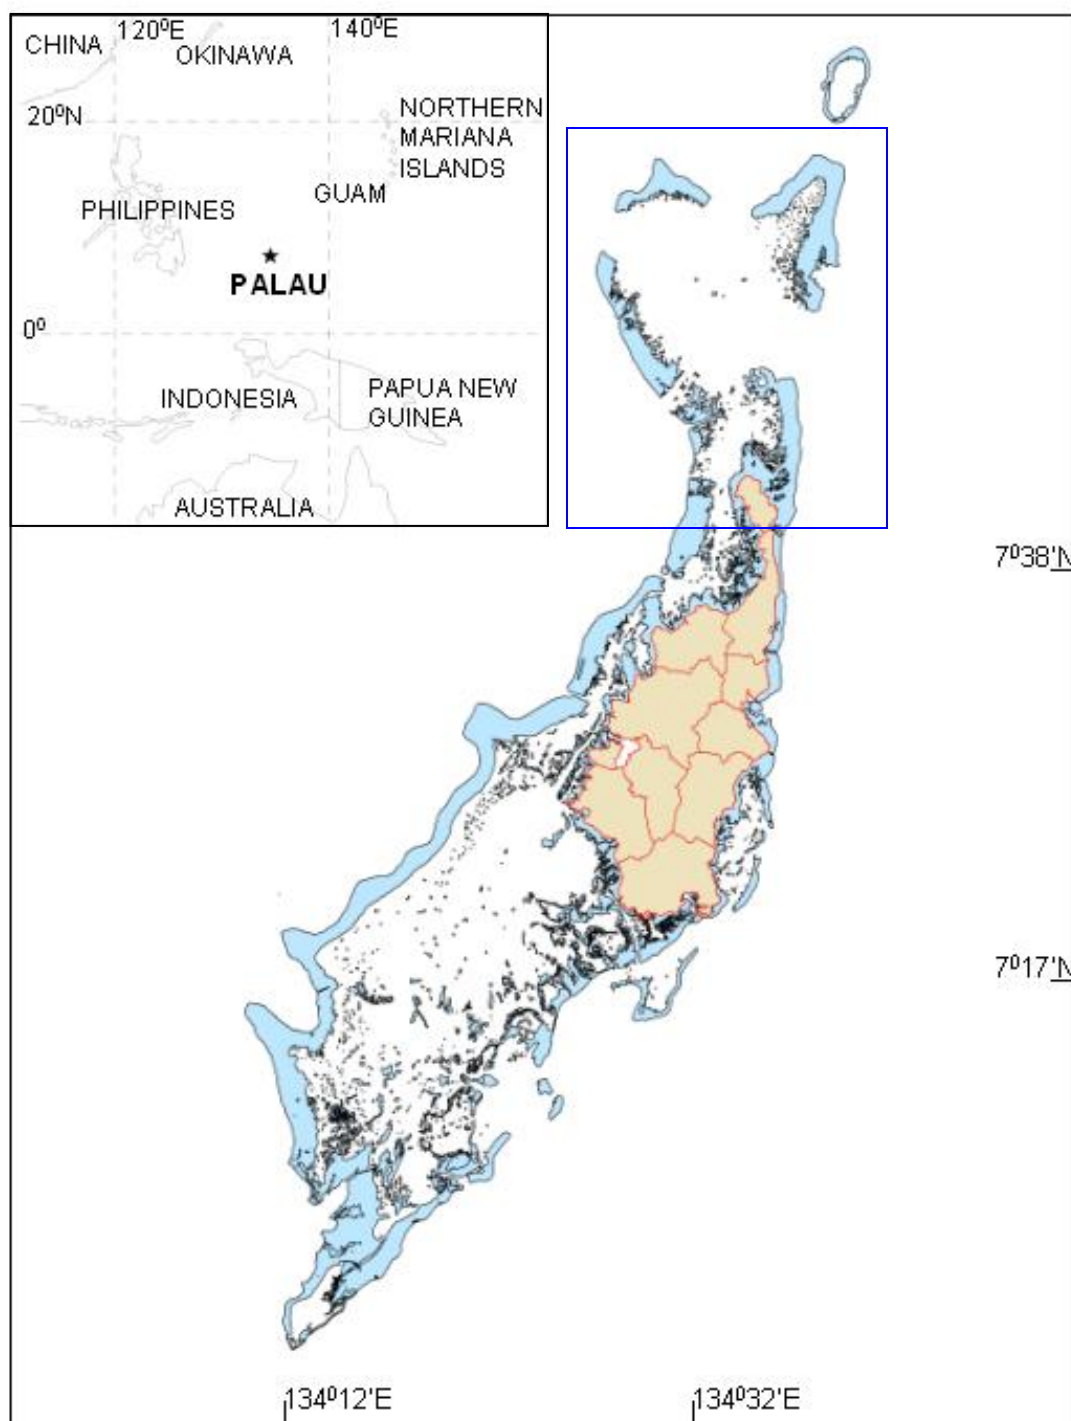 120⁰E
140⁰E
CHINA
OKINAWA
20⁰N
NORTHERN
MARIANA
ISLANDS
GUAM
PHILIPPINES
PALAU
0⁰
INDONESIA
PAPUA NEW
GUINEA
AUSTRALIA
7⁰38'N
7⁰17'N
134⁰12'E
134⁰32'E